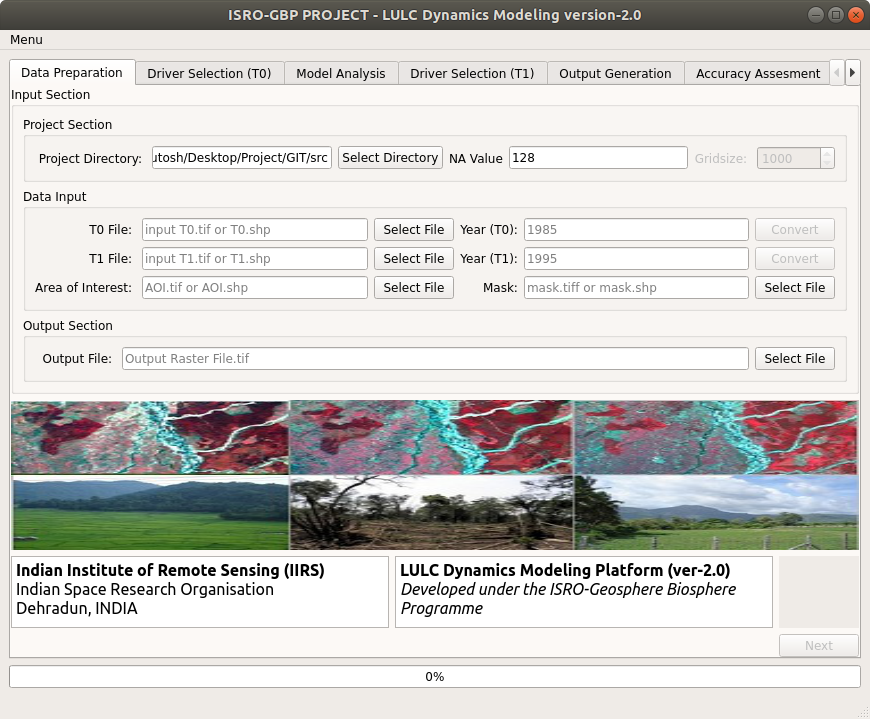 ISRO-GBP PROJECT - LULC Dynamics Modeling version-2.0
Menu
Data Preparation Driver Selection (T0) Model Analysis Driver Selection (T1) Output Generation Accuracy Assesment
Input Section
Project Section
Project Directory: utosh/Desktop/Project/GIT/src Select Directory NA Value 128 Gridsize: 1000
Data Input
T0 File: input T0.tif or T0.shp Select File Year (T0): 1985 Convert
T1 File: input T1.tif or T1.shp Select File Year (T1): 1995 Convert
Area of Interest: AOI.tif or AOI.shp Select File Mask: mask.tiff or mask.shp Select File
Output Section
Output File: Output Raster File.tif Select File
Indian Institute of Remote Sensing (IIRS)
Indian Space Research Organisation
Dehradun, INDIA
LULC Dynamics Modeling Platform (ver-2.0)
Developed under the ISRO-Geosphere Biosphere
Programme
Next
0%